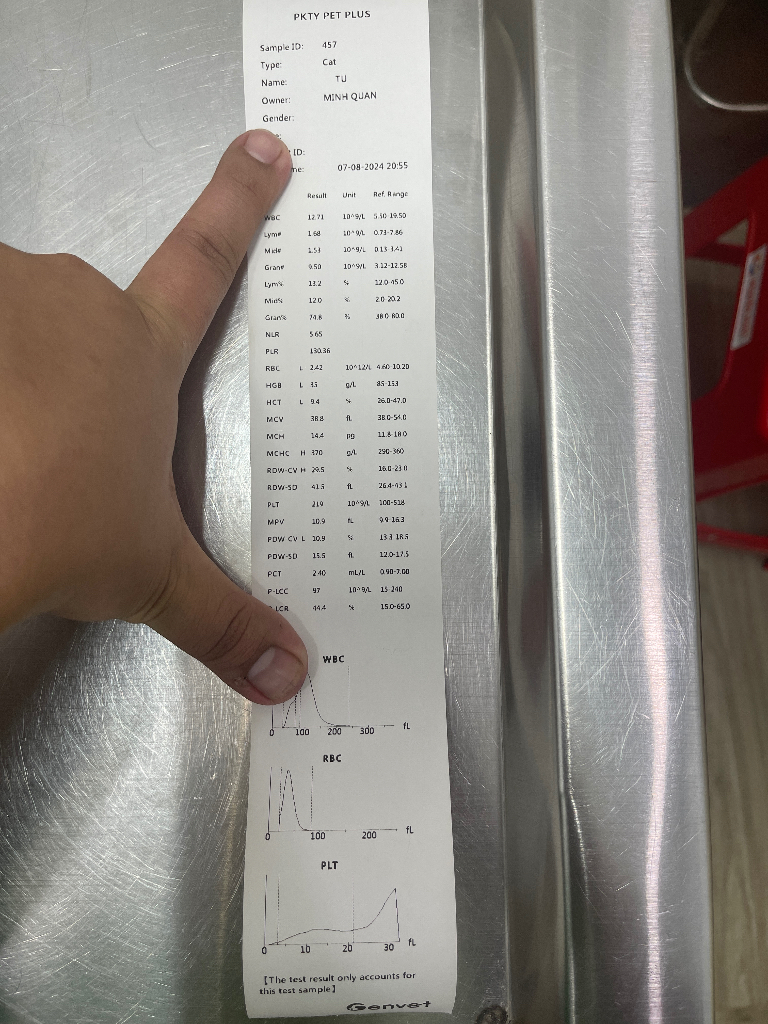 PKTY PET PLUS
Sample ID: 457
Type: Cat
Name: TU
Owner: MINH QUAN
Gender:
ID:
me: 07-08-2024 20:55
Result Unit Ref. Range
WBC 12.71 10^9/L 5.50-19.50
Lym# 1.68 10^9/L 0.73-7.86
Mid# 1.53 10^9/L 0.13-3.41
Gran# 9.50 10^9/L 3.12-12.58
Lym% 13.2 % 12.0-45.0
Mid% 12.0 % 2.0-20.2
Gran% 74.8 % 38.0-80.0
NLR 5.65
PLR 130.36
RBC L 2.42 10^12/L 4.60-10.20
HGB L 35 g/L 85-153
HCT L 9.4 % 26.0-47.0
MCV 38.8 fL 38.0-54.0
MCH 14.4 pg 11.8-18.0
MCHC H 370 g/L 290-360
RDW-CV H 29.5 % 16.0-23.0
RDW-SD 41.5 fL 26.4-43.1
PLT 219 10^9/L 100-518
MPV 10.9 fL 9.9-16.3
PDW-CV L 10.9 % 13.3-18.5
PDW-SD 15.5 fL 12.0-17.5
PCT 2.40 mL/L 0.90-7.00
P-LCC 97 10^9/L 15-240
P-LCR 44.4 % 15.0-65.0
WBC
0 100 200 300 fL
RBC
0 100 200 fL
PLT
0 10 20 30 fL
[The test result only accounts for
this test sample]
Genvet